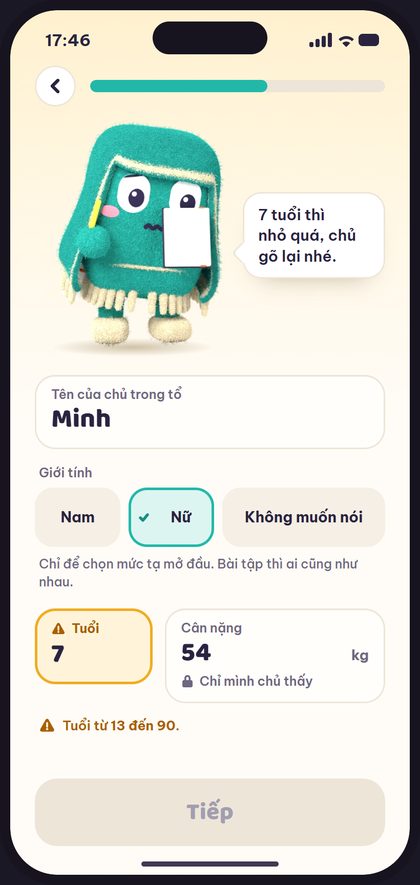 17:46
7 tuổi thì
nhỏ quá, chủ
gõ lại nhé.
Tên của chủ trong tổ
Minh
Giới tính
Nam
Nữ
Không muốn nói
Chỉ để chọn mức tạ mở đầu. Bài tập thì ai cũng như
nhau.
Tuổi
7
Cân nặng
54
kg
Chỉ mình chủ thấy
Tuổi từ 13 đến 90.
Tiếp